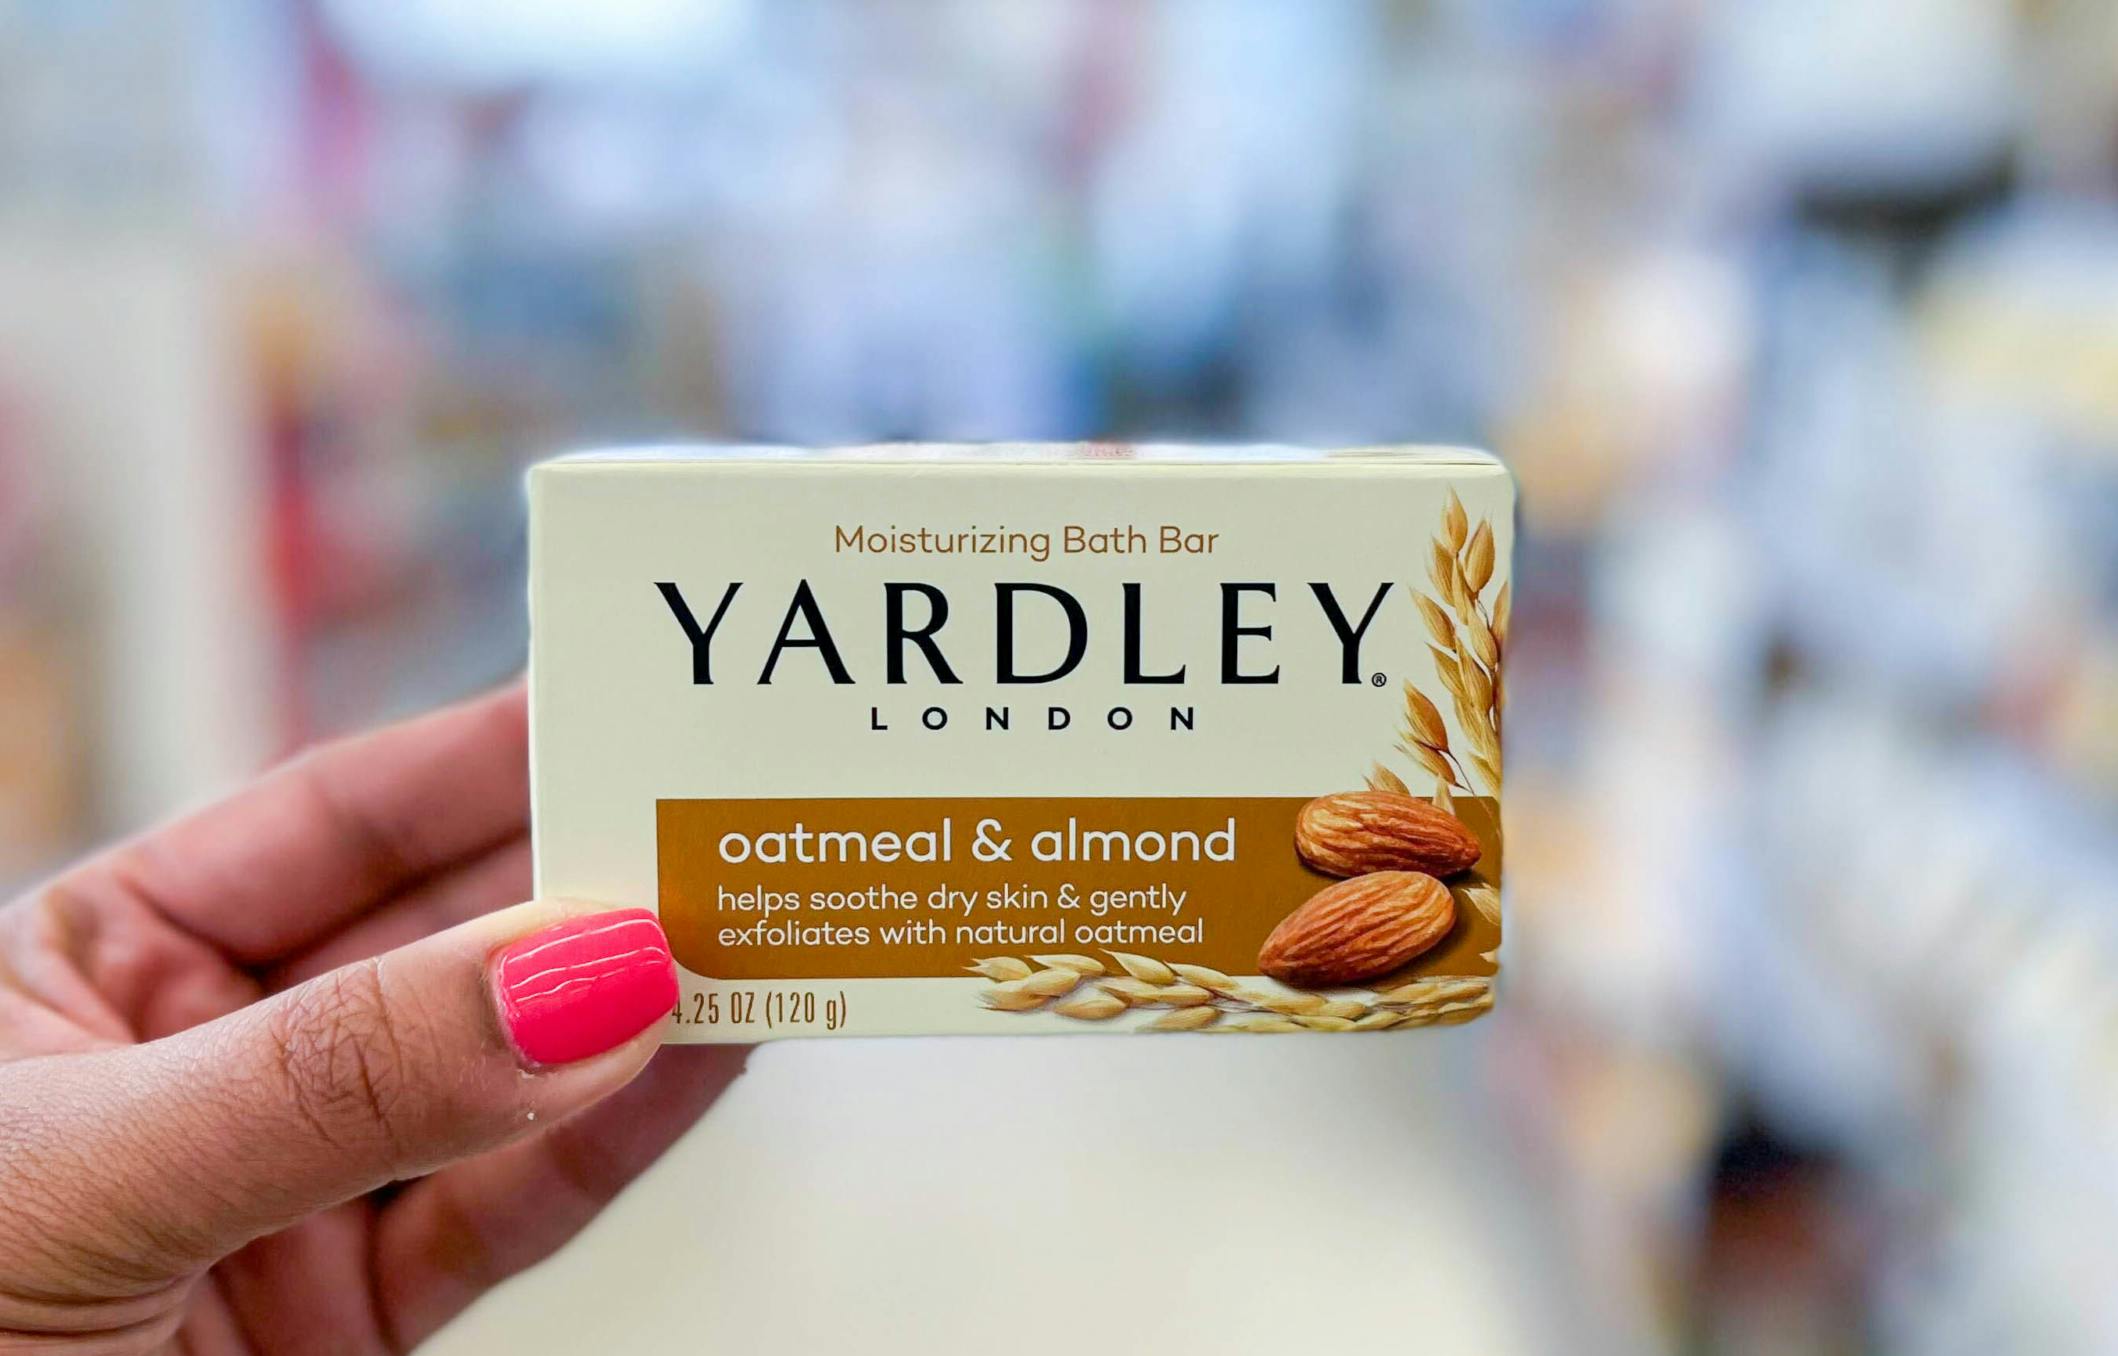 Moisturizing Bath Bar
YARDLEY®
LONDON
oatmeal & almond
helps soothe dry skin & gently
exfoliates with natural oatmeal
4.25 OZ (120 g)